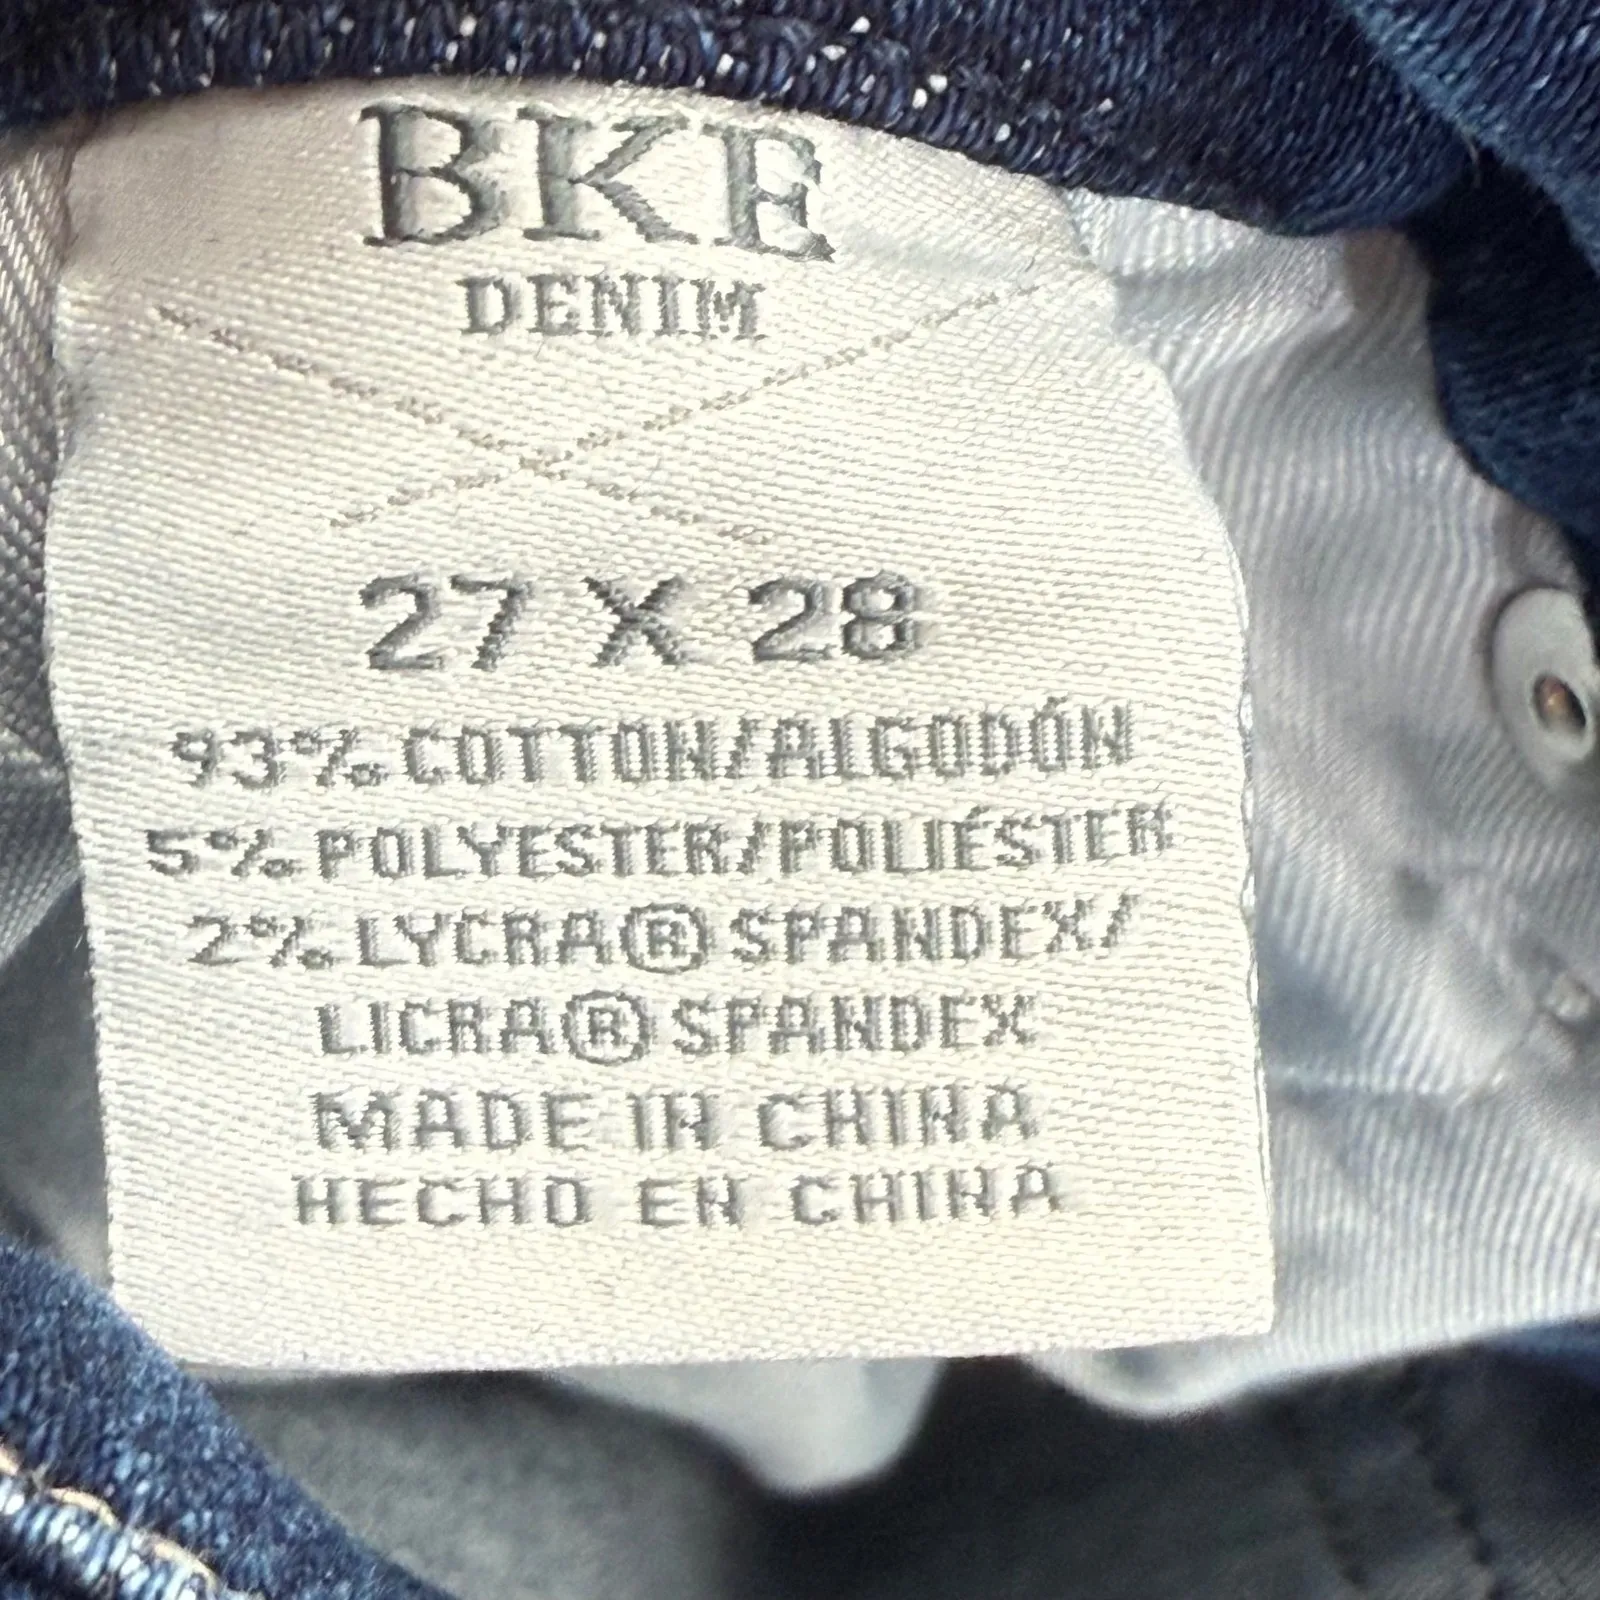 BKE
DENIM
27 X 28
93% COTTON/ALGODÓN
5% POLYESTER/POLIÉSTER
2% LYCRA® SPANDEX/
LICRA® SPANDEX
MADE IN CHINA
HECHO EN CHINA